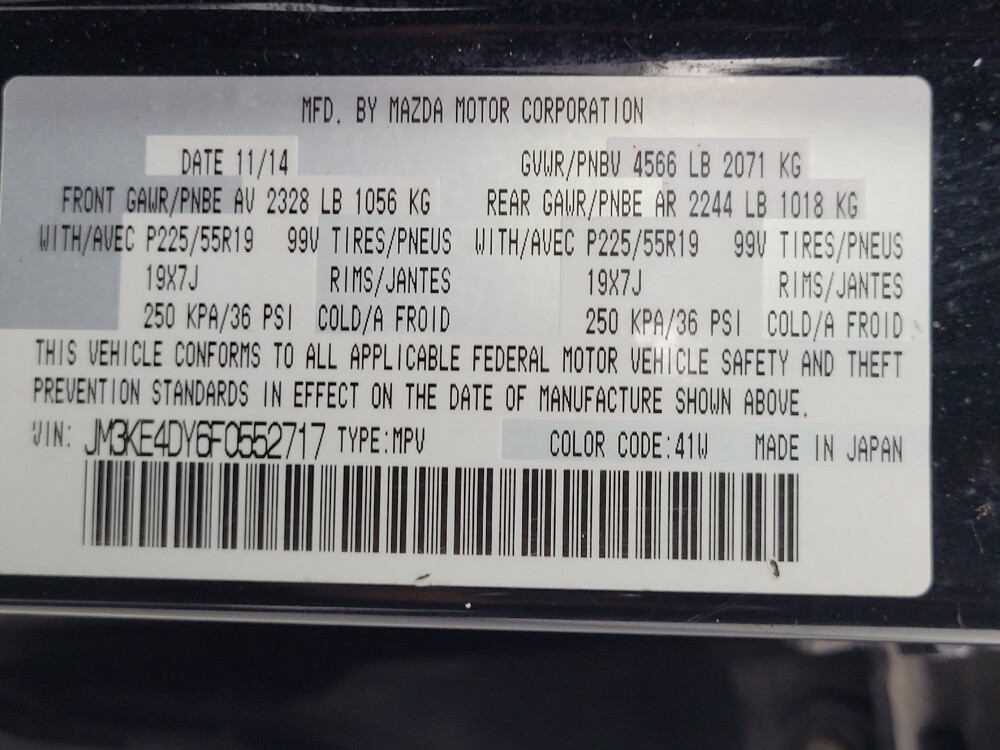 MFD. BY MAZDA MOTOR CORPORATION
DATE 11/14 GVWR/PNBV 4566 LB 2071 KG
FRONT GAWR/PNBE AV 2328 LB 1056 KG REAR GAWR/PNBE AR 2244 LB 1018 KG
WITH/AVEC P225/55R19 99V TIRES/PNEUS WITH/AVEC P225/55R19 99V TIRES/PNEUS
19X7J RIMS/JANTES 19X7J RIMS/JANTES
250 KPA/36 PSI COLD/A FROID 250 KPA/36 PSI COLD/A FROID
THIS VEHICLE CONFORMS TO ALL APPLICABLE FEDERAL MOTOR VEHICLE SAFETY AND THEFT
PREVENTION STANDARDS IN EFFECT ON THE DATE OF MANUFACTURE SHOWN ABOVE.
VIN: JM3KE4DY6F0552717 TYPE:MPV COLOR CODE:41W MADE IN JAPAN